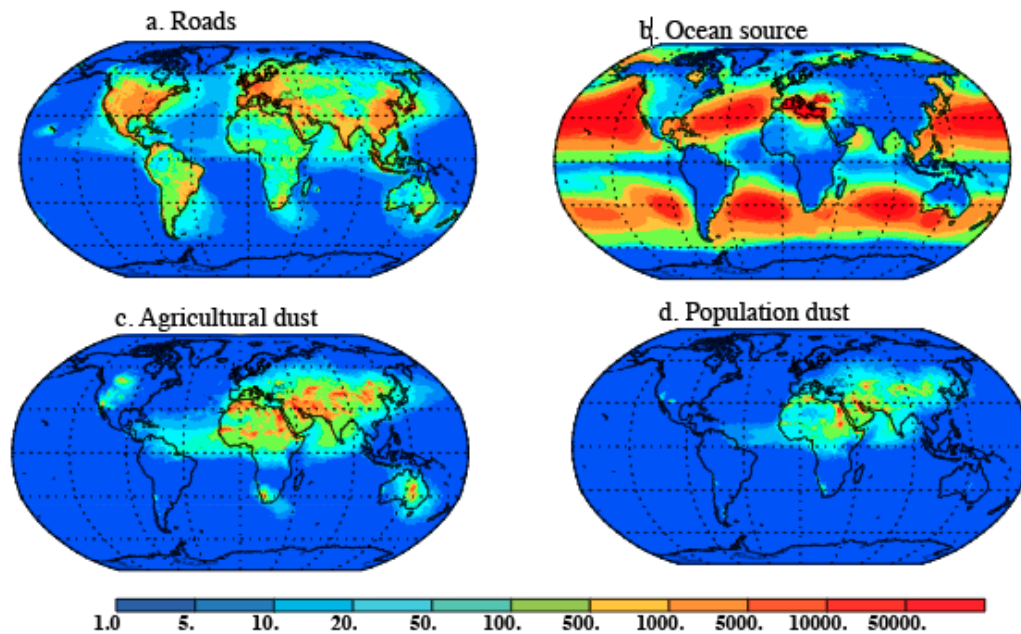 a. Roads
b. Ocean source
c. Agricultural dust
d. Population dust
1.0 5. 10. 20. 50. 100. 500. 1000. 5000. 10000. 50000.